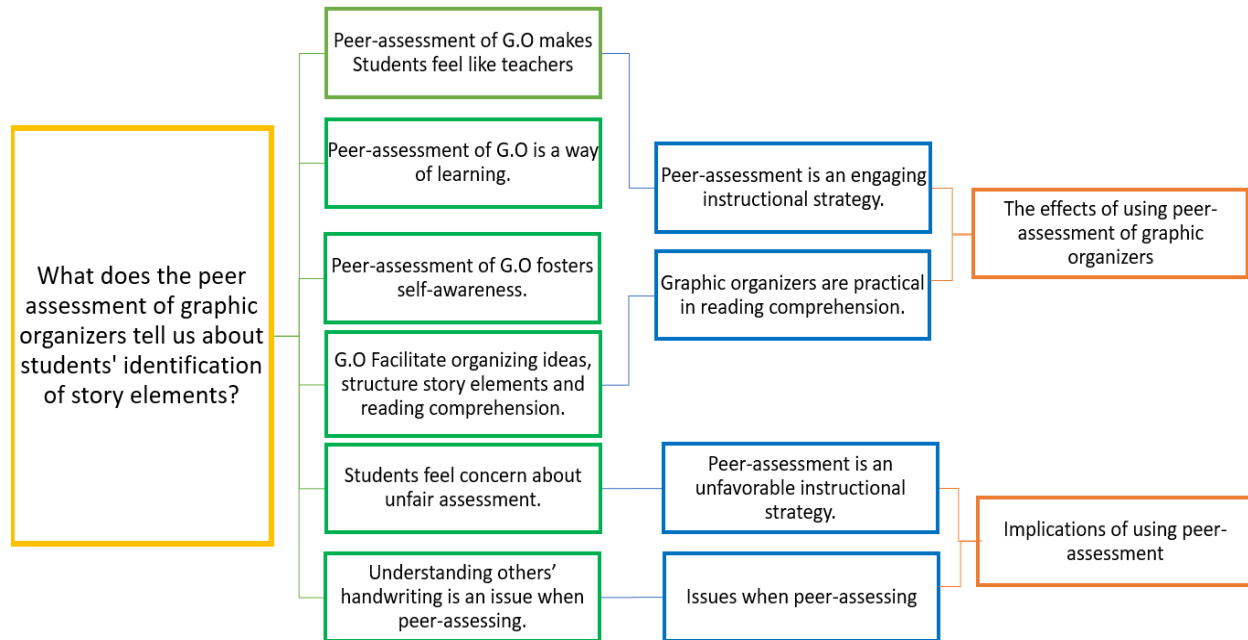 What does the peer
assessment of graphic
organizers tell us about
students' identification
of story elements?
Peer-assessment of G.O makes
Students feel like teachers
Peer-assessment of G.O is a way
of learning.
Peer-assessment of G.O fosters
self-awareness.
G.O Facilitate organizing ideas,
structure story elements and
reading comprehension.
Students feel concern about
unfair assessment.
Understanding others’
handwriting is an issue when
peer-assessing.
Peer-assessment is an engaging
instructional strategy.
Graphic organizers are practical
in reading comprehension.
Peer-assessment is an
unfavorable instructional
strategy.
Issues when peer-assessing
The effects of using peer-
assessment of graphic
organizers
Implications of using peer-
assessment